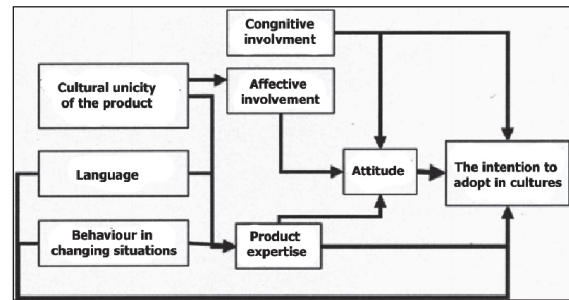 Congnitive
involvment
Cultural unicity
of the product
Affective
involvement
Language
Attitude
The intention to
adopt in cultures
Behaviour in
changing situations
Product
expertise